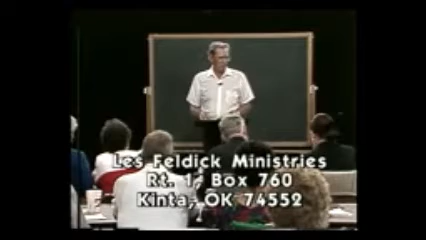 Les Feldick Ministries
Rt. 1, Box 760
Kinta, OK 74552